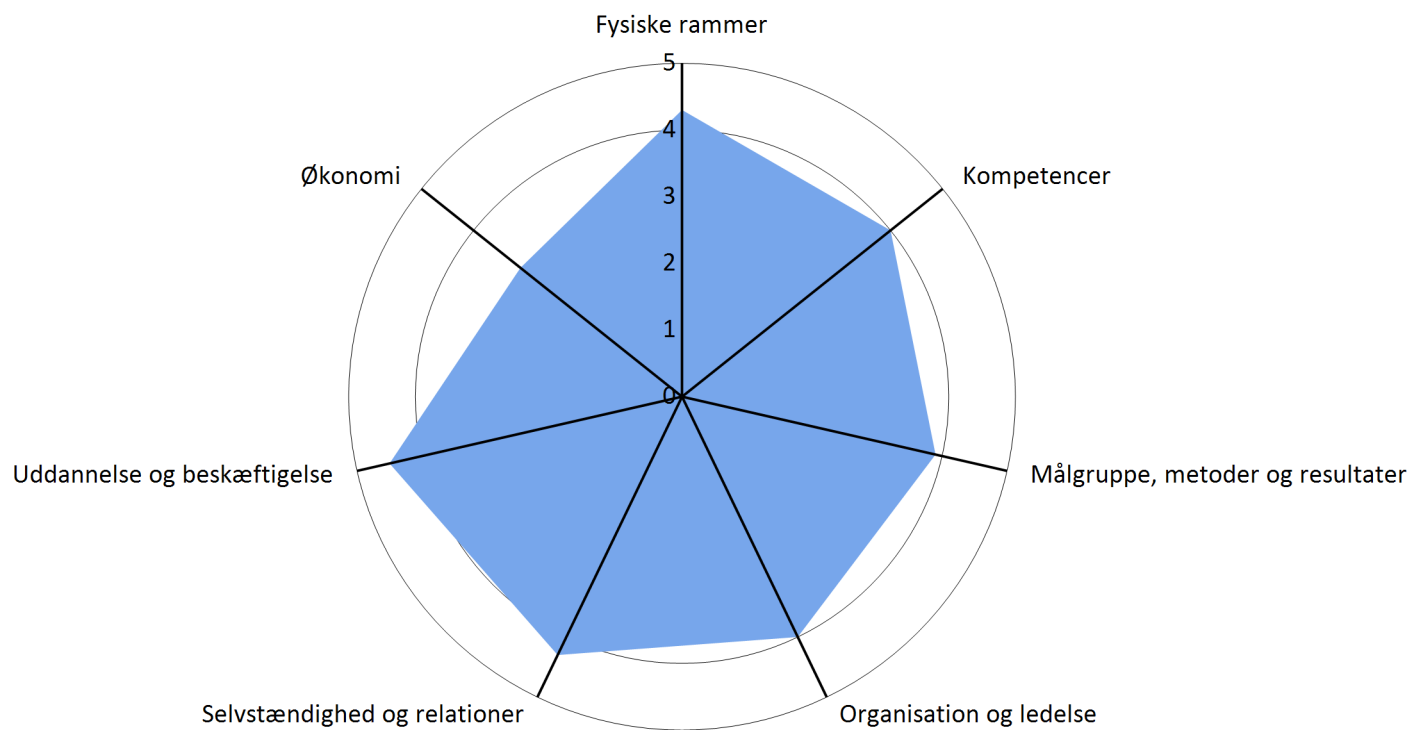 Fysiske rammer
5
4
3
2
1
0
Økonomi
Kompetencer
Uddannelse og beskæftigelse
Målgruppe, metoder og resultater
Selvstændighed og relationer
Organisation og ledelse